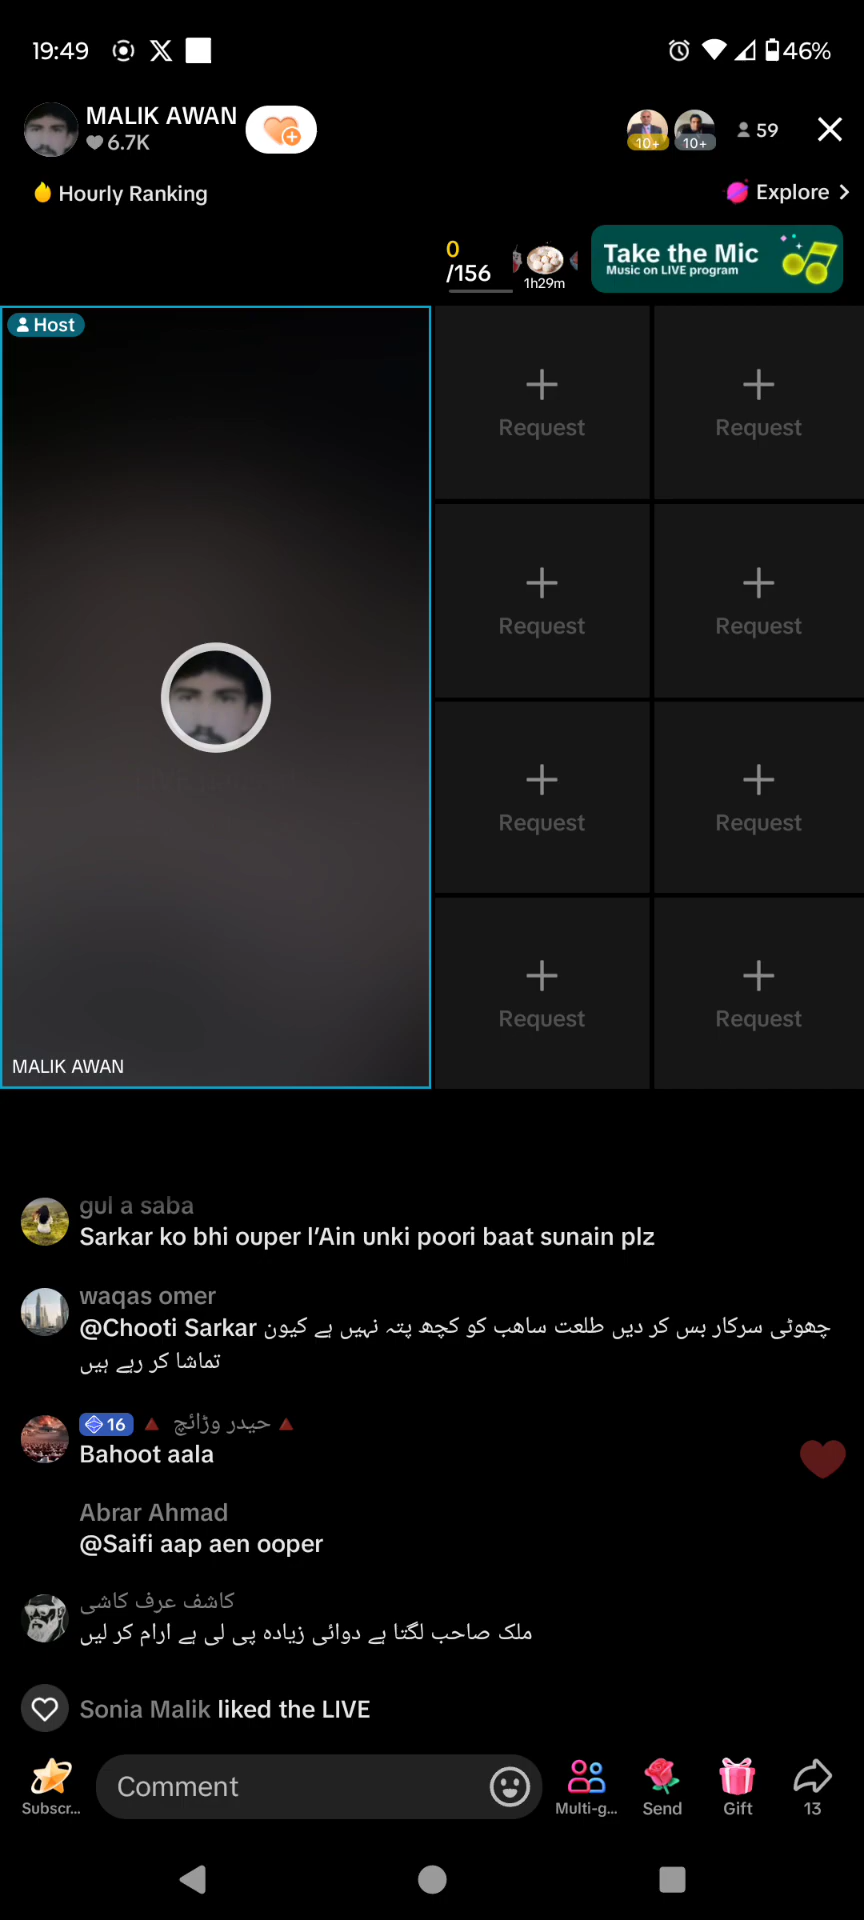 19:49
46%
MALIK AWAN
6.7K
10+
10+
59
Hourly Ranking
Explore
0
/156
1h29m
Take the Mic
Music on LIVE program
Host
Request
Request
Request
Request
Request
Request
Request
Request
MALIK AWAN
gul a saba
Sarkar ko bhi ouper l’Ain unki poori baat sunain plz
waqas omer
@Chooti Sarkar چھوٹی سرکار بس کر دیں طلعت ساھب کو کچھ پتہ نہیں ہے کیون
تماشا کر رہے ہیں
16 🔺 حیدر وڑائچ 🔺
Bahoot aala
Abrar Ahmad
@Saifi aap aen ooper
کاشف عرف کاشی
ملک صاحب لگتا ہے دوائی زیادہ پی لی ہے ارام کر لیں
Sonia Malik liked the LIVE
Comment
Subscr...
Multi-g...
Send
Gift
13